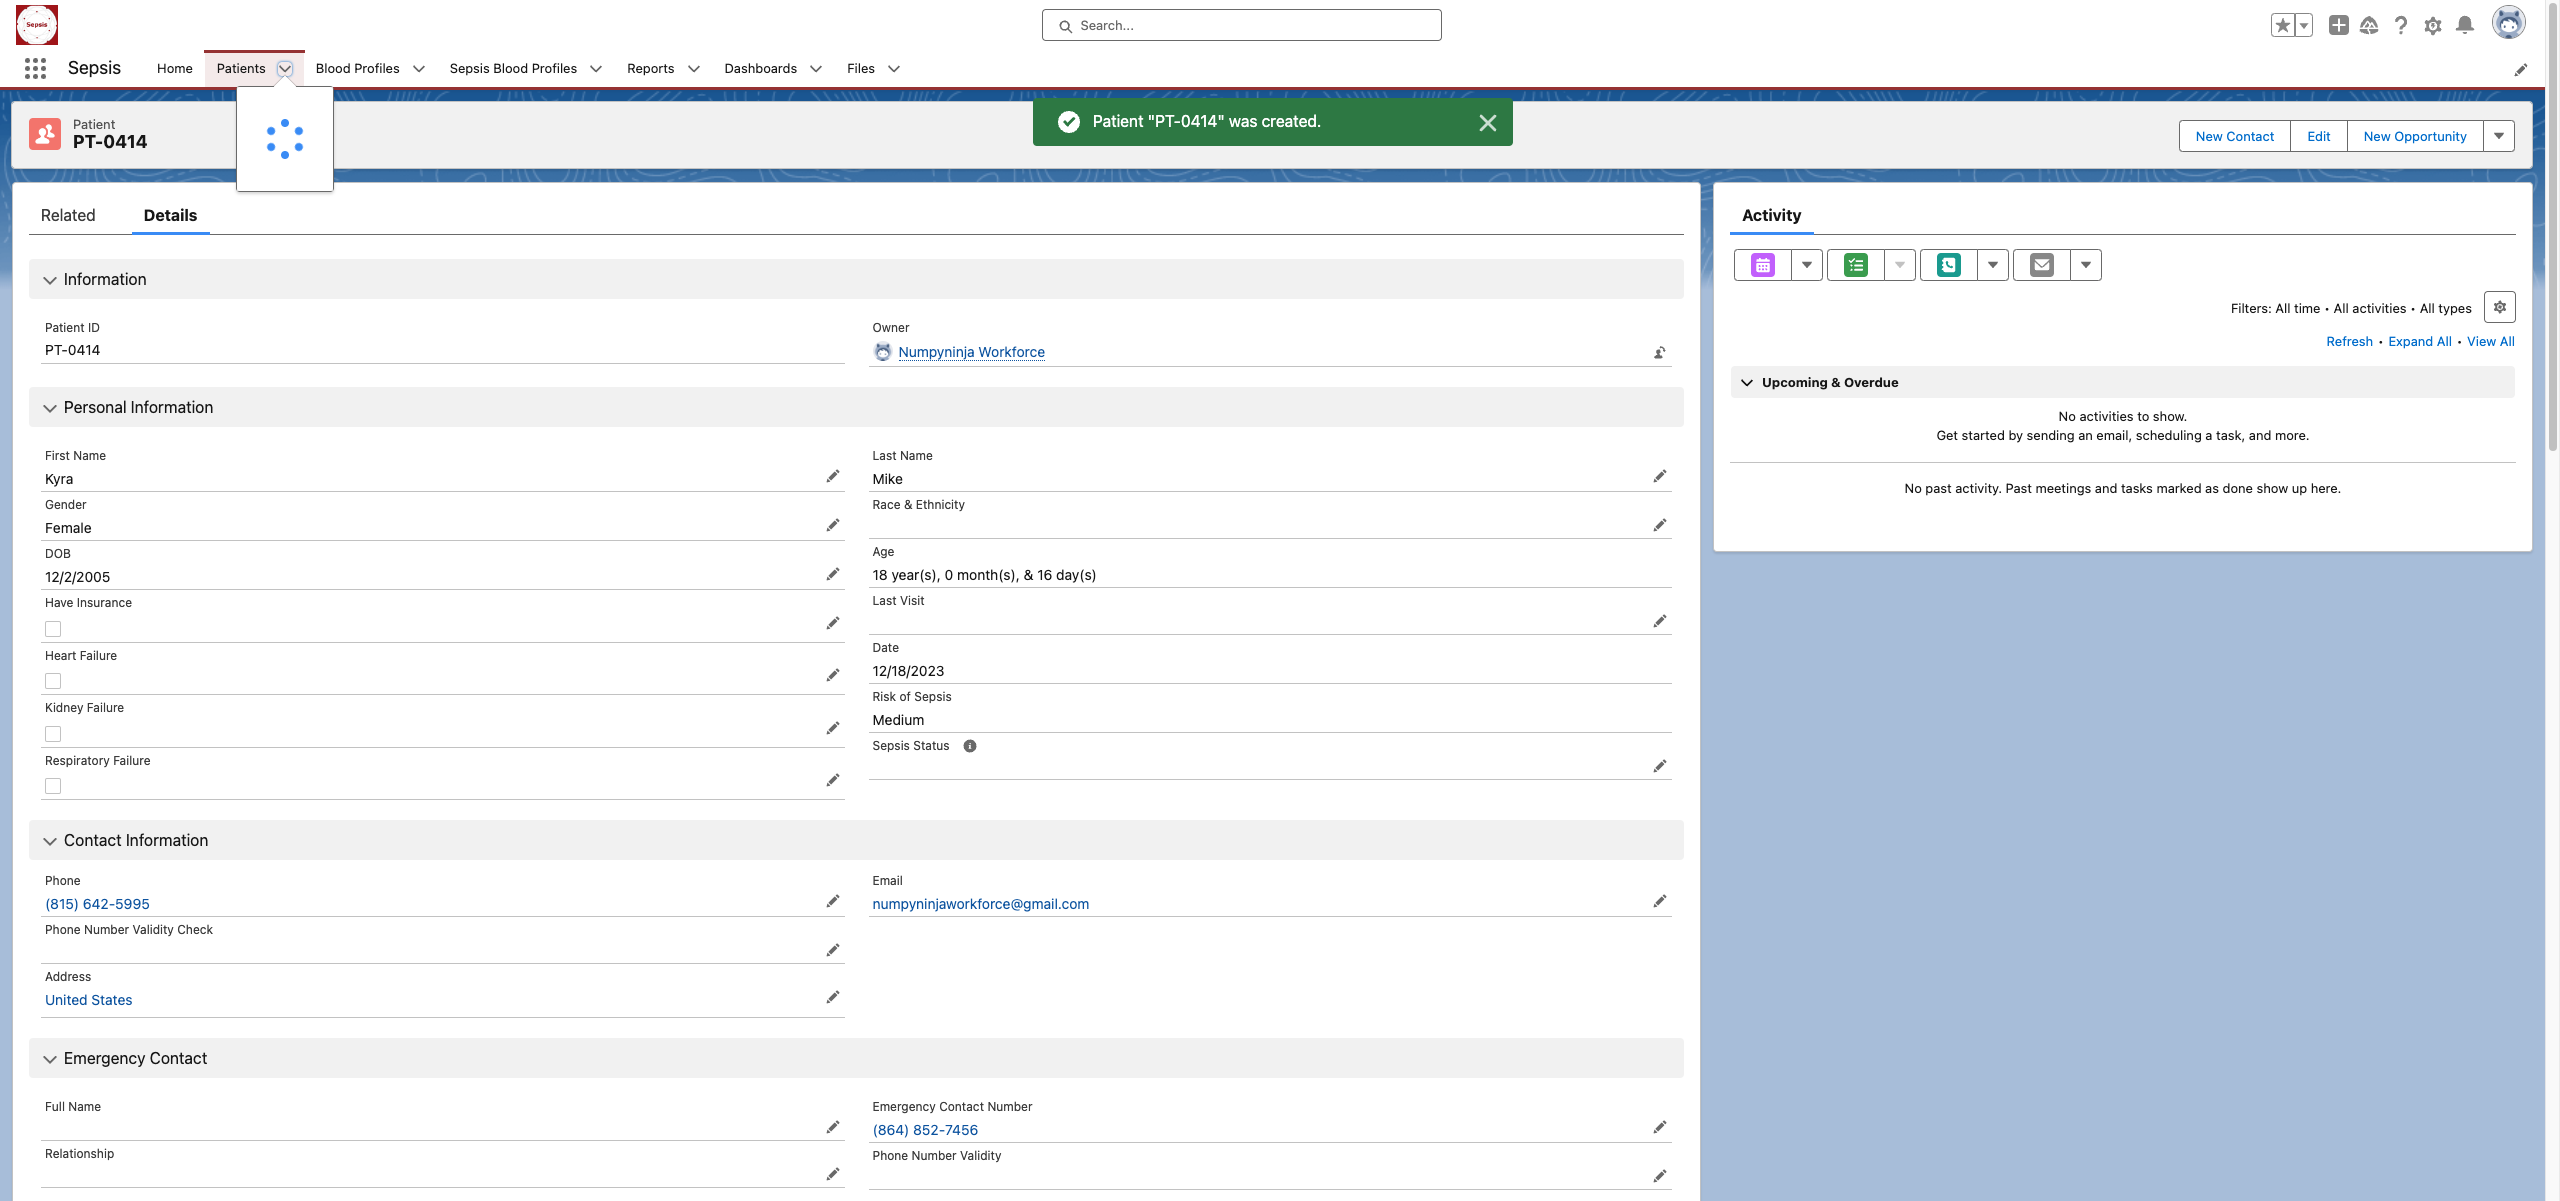 Sepsis
Search...
Sepsis
Home
Patients
Blood Profiles
Sepsis Blood Profiles
Reports
Dashboards
Files
Patient
PT-0414
Patient "PT-0414" was created.
New Contact
Edit
New Opportunity
Related
Details
Information
Patient ID
PT-0414
Owner
Numpyninja Workforce
Personal Information
First Name
Kyra
Last Name
Mike
Gender
Female
Race & Ethnicity
DOB
12/2/2005
Age
18 year(s), 0 month(s), & 16 day(s)
Have Insurance
Last Visit
Heart Failure
Date
12/18/2023
Kidney Failure
Risk of Sepsis
Medium
Respiratory Failure
Sepsis Status
Contact Information
Phone
(815) 642-5995
Email
numpyninjaworkforce@gmail.com
Phone Number Validity Check
Address
United States
Emergency Contact
Full Name
Emergency Contact Number
(864) 852-7456
Relationship
Phone Number Validity
Activity
Filters: All time • All activities • All types
Refresh • Expand All • View All
Upcoming & Overdue
No activities to show.
Get started by sending an email, scheduling a task, and more.
No past activity. Past meetings and tasks marked as done show up here.